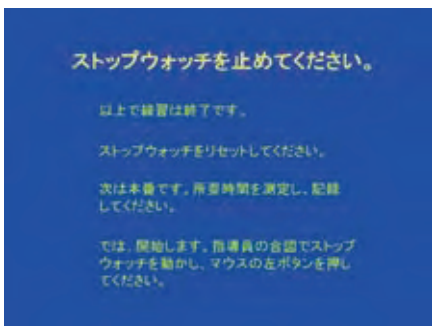 ストップウォッチを止めてください。
以上で練習は終了です。
ストップウォッチをリセットしてください。
次は本番です。所要時間を測定し、記録
してください。
では、開始します。指導員の合図でストップ
ウォッチを動かし、マウスの左ボタンを押し
てください。